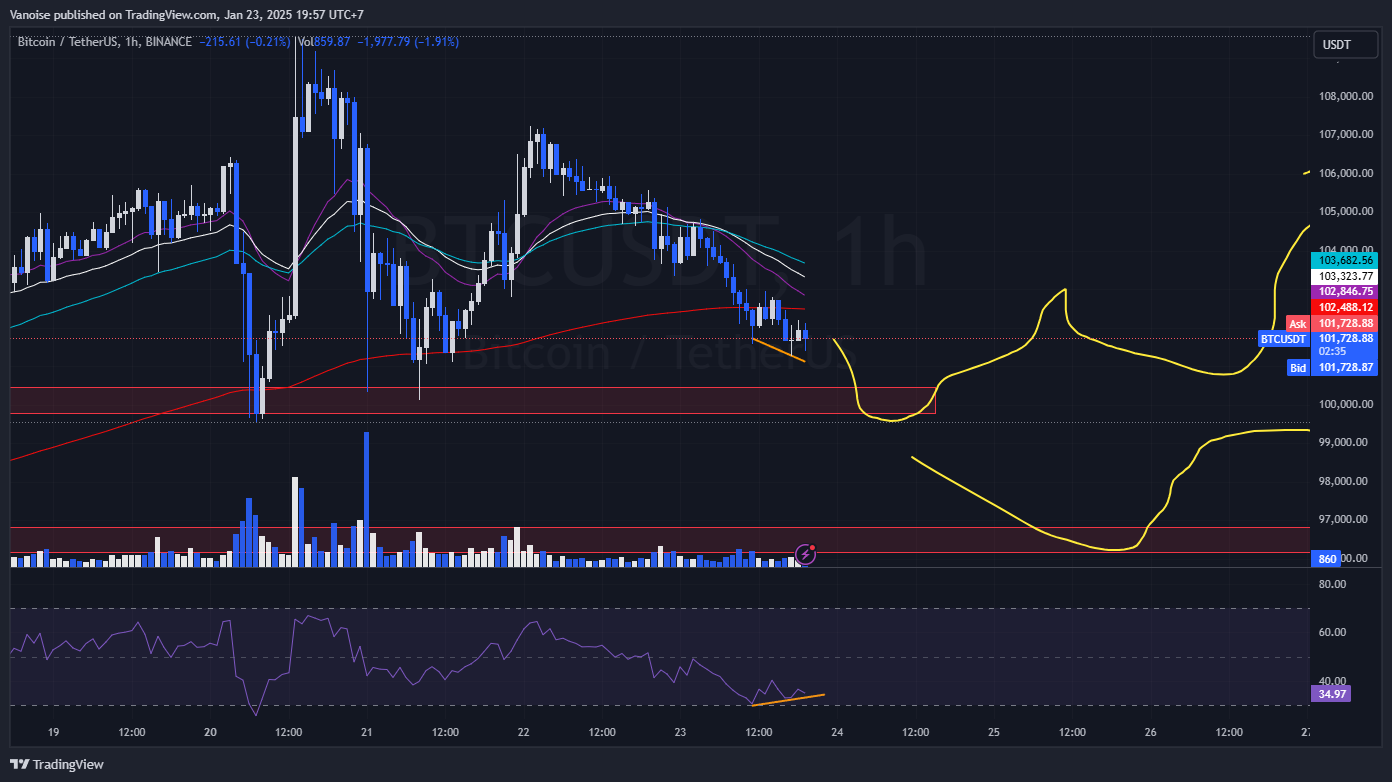 Vanoise published on TradingView.com, Jan 23, 2025 19:57 UTC+7
Bitcoin / TetherUS, 1h, BINANCE −215.61 (−0.21%) Vol859.87 −1,977.79 (−1.91%)
USDT
BTCUSDT, 1h
Bitcoin / TetherUS
108,000.00
107,000.00
106,000.00
105,000.00
104,000.00
103,682.56
103,323.77
102,846.75
102,488.12
Ask 101,728.88
BTCUSDT 101,728.88
02:35
Bid 101,728.87
100,000.00
99,000.00
98,000.00
97,000.00
860
00.00
80.00
60.00
40.00
34.97
19 12:00 20 12:00 21 12:00 22 12:00 23 12:00 24 12:00 25 12:00 26 12:00
TradingView